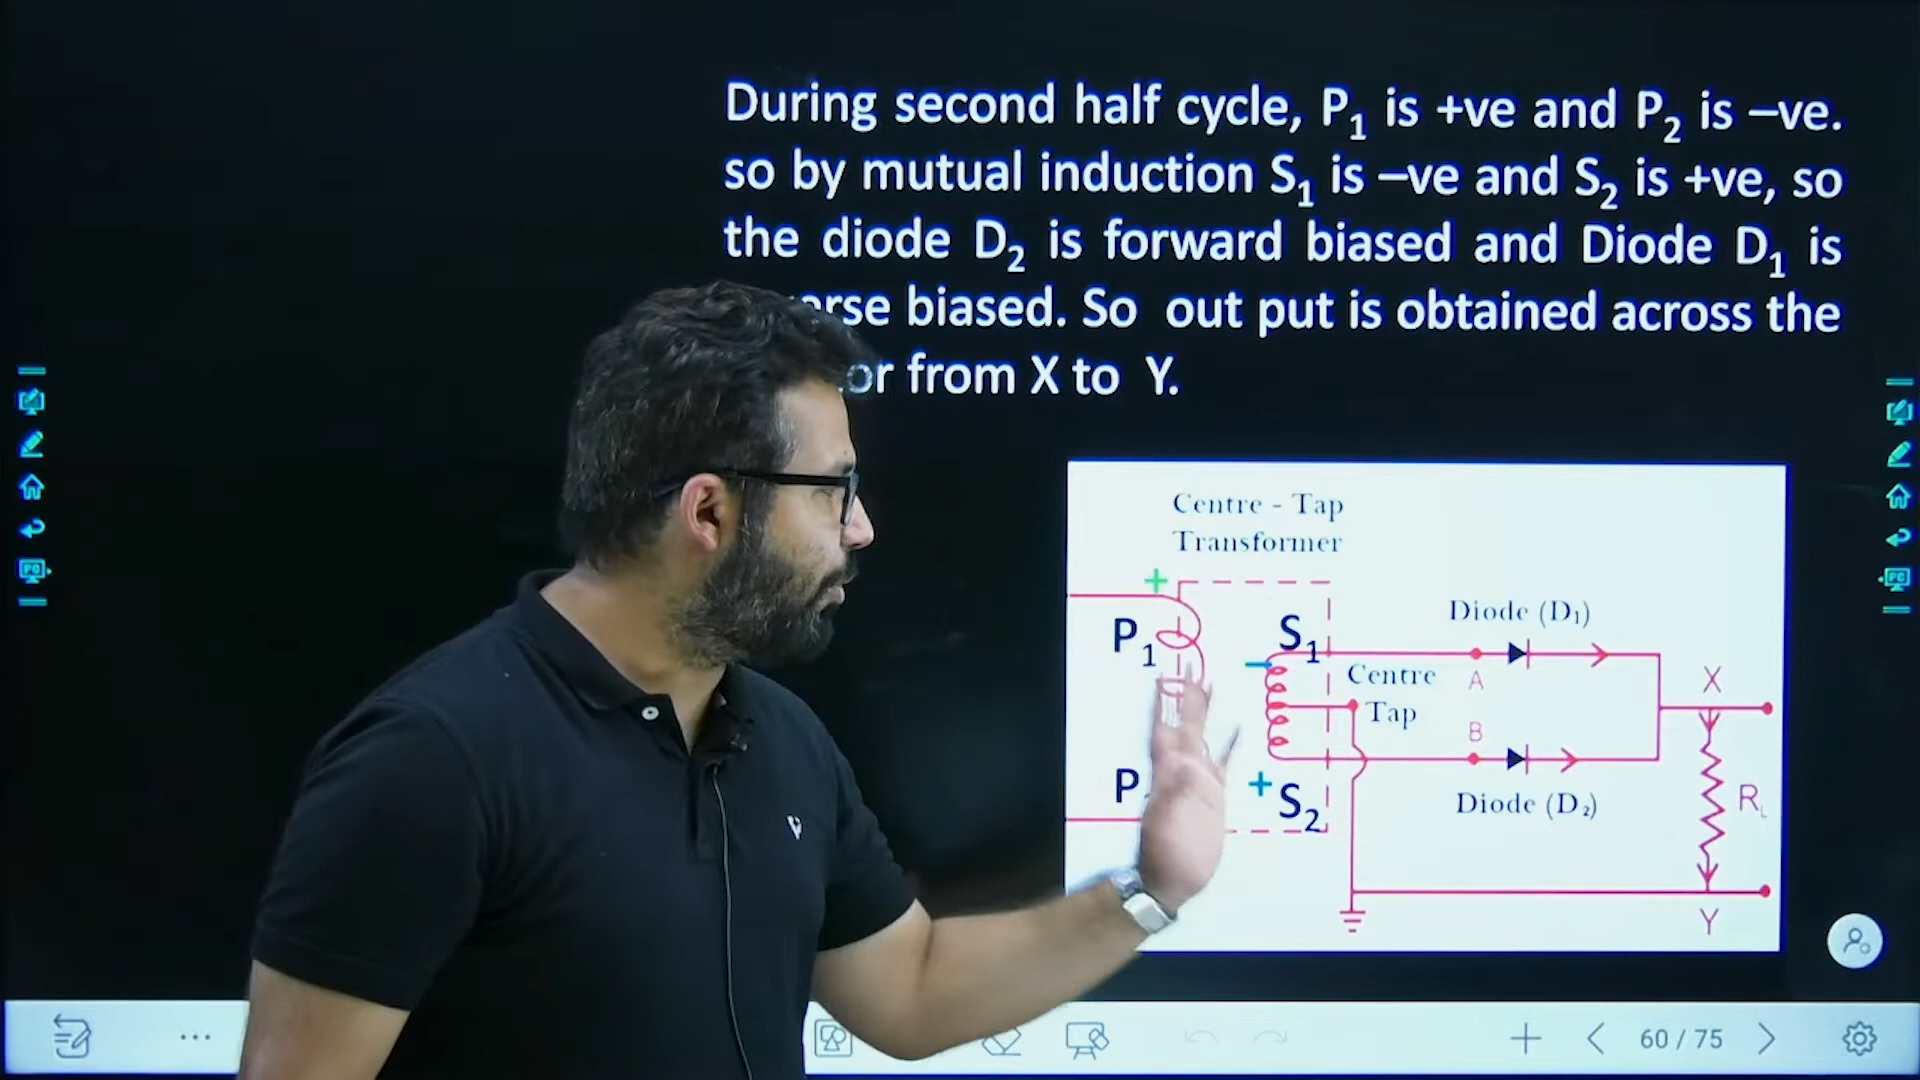 During second half cycle, P1 is +ve and P2 is –ve.
so by mutual induction S1 is –ve and S2 is +ve, so
the diode D2 is forward biased and Diode D1 is
biased. So out put is obtained across the
from X to Y.
Centre - Tap
Transformer
+
P1
S1
–
Diode (D1)
Centre
Tap
A
X
B
P
+
S2
Diode (D2)
RL
Y
60 / 75